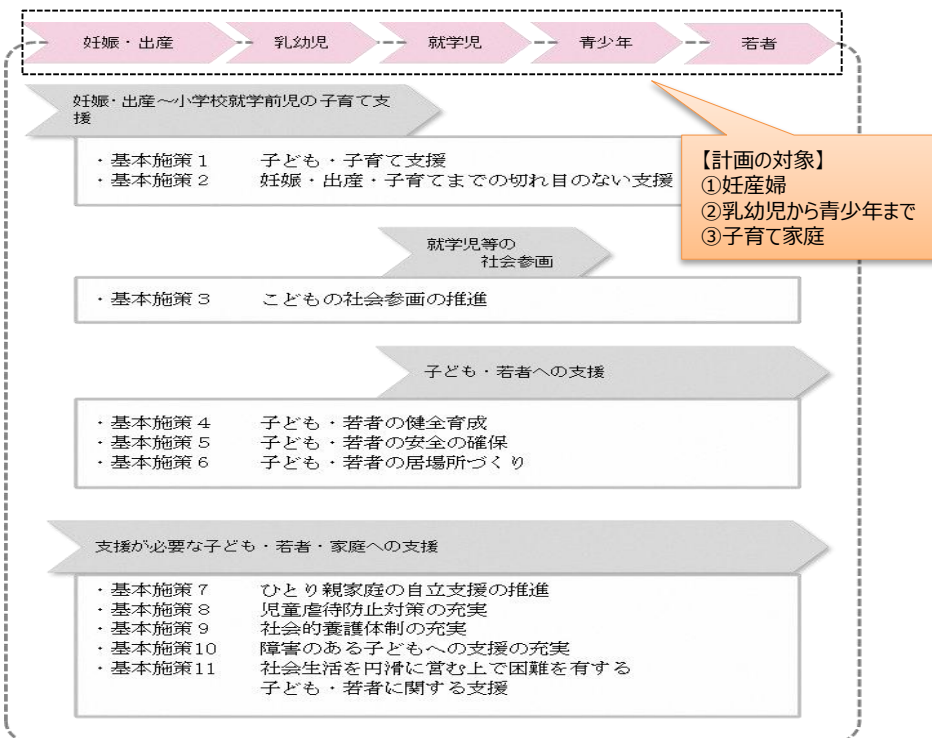 妊娠・出産
乳幼児
就学児
青少年
若者
妊娠・出産～小学校就学前児の子育て支
援
・基本施策１　子ども・子育て支援
・基本施策２　妊娠・出産・子育てまでの切れ目のない支援
【計画の対象】
①妊産婦
②乳幼児から青少年まで
③子育て家庭
就学児等の
社会参画
・基本施策３　こどもの社会参画の推進
子ども・若者への支援
・基本施策４　子ども・若者の健全育成
・基本施策５　子ども・若者の安全の確保
・基本施策６　子ども・若者の居場所づくり
支援が必要な子ども・若者・家庭への支援
・基本施策７　ひとり親家庭の自立支援の推進
・基本施策８　児童虐待防止対策の充実
・基本施策９　社会的養護体制の充実
・基本施策10　障害のある子どもへの支援の充実
・基本施策11　社会生活を円滑に営む上で困難を有する
子ども・若者に関する支援